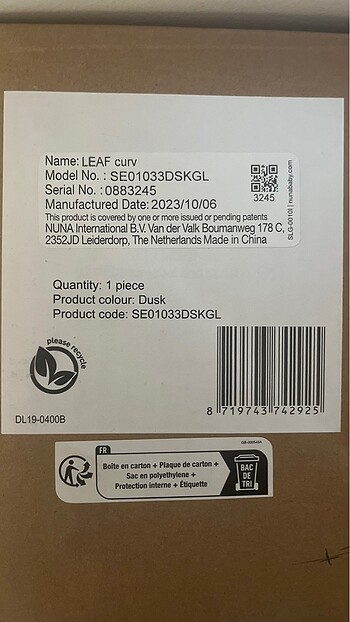 Name: LEAF curv
Model No. : SE01033DSKGL
Serial No. : 0883245
Manufactured Date: 2023/10/06
This product is covered by one or more issued or pending patents
NUNA International B.V. Van der Valk Boumanweg 178 C,
2352JD Leiderdorp, The Netherlands Made in China
3245
SLG-0010I | nunababy.com
Quantity: 1 piece
Product colour: Dusk
Product code: SE01033DSKGL
please recycle
DL19-0400B
8 719743 742925
FR
Boîte en carton + Plaque de carton +
Sac en polyethylène +
Protection interne + Étiquette
BAC
DE
TRI